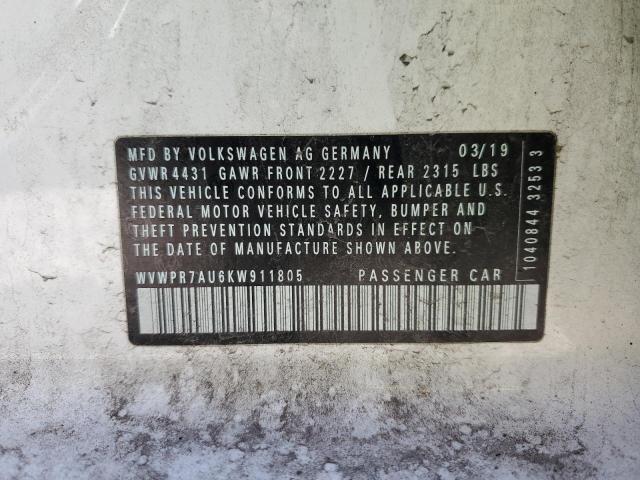 MFD BY VOLKSWAGEN AG GERMANY 03/19
GVWR 4431 GAWR FRONT 2227 / REAR 2315 LBS
THIS VEHICLE CONFORMS TO ALL APPLICABLE U.S.
FEDERAL MOTOR VEHICLE SAFETY, BUMPER AND
THEFT PREVENTION STANDARDS IN EFFECT ON
THE DATE OF MANUFACTURE SHOWN ABOVE.
WVWPR7AU6KW911805 PASSENGER CAR
1040844 3253 3